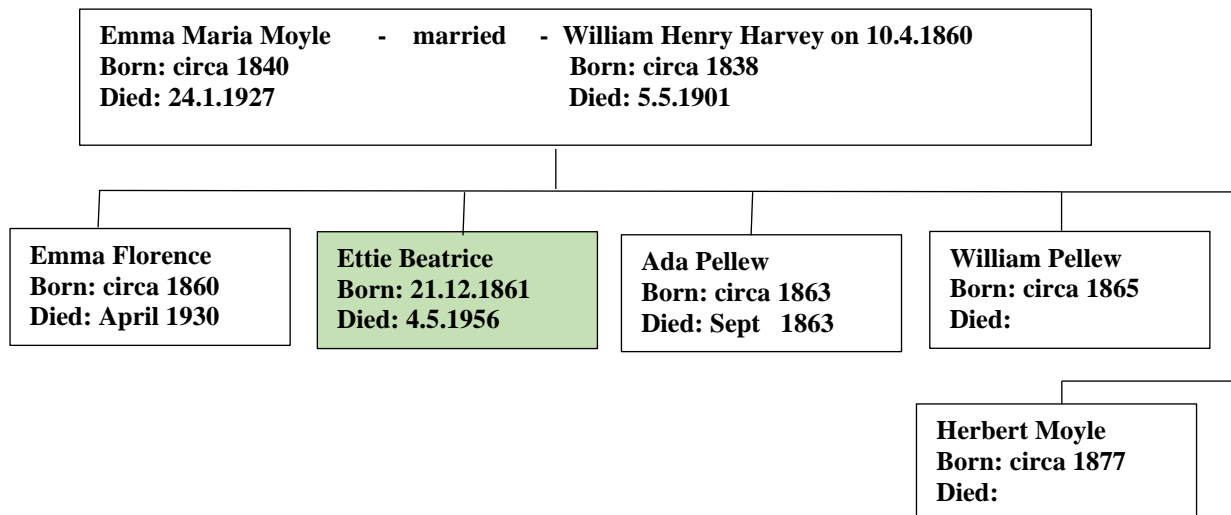 Emma Maria Moyle - married - William Henry Harvey on 10.4.1860
Born: circa 1840 Born: circa 1838
Died: 24.1.1927 Died: 5.5.1901
Emma Florence
Born: circa 1860
Died: April 1930
Ettie Beatrice
Born: 21.12.1861
Died: 4.5.1956
Ada Pellew
Born: circa 1863
Died: Sept 1863
William Pellew
Born: circa 1865
Died:
Herbert Moyle
Born: circa 1877
Died: